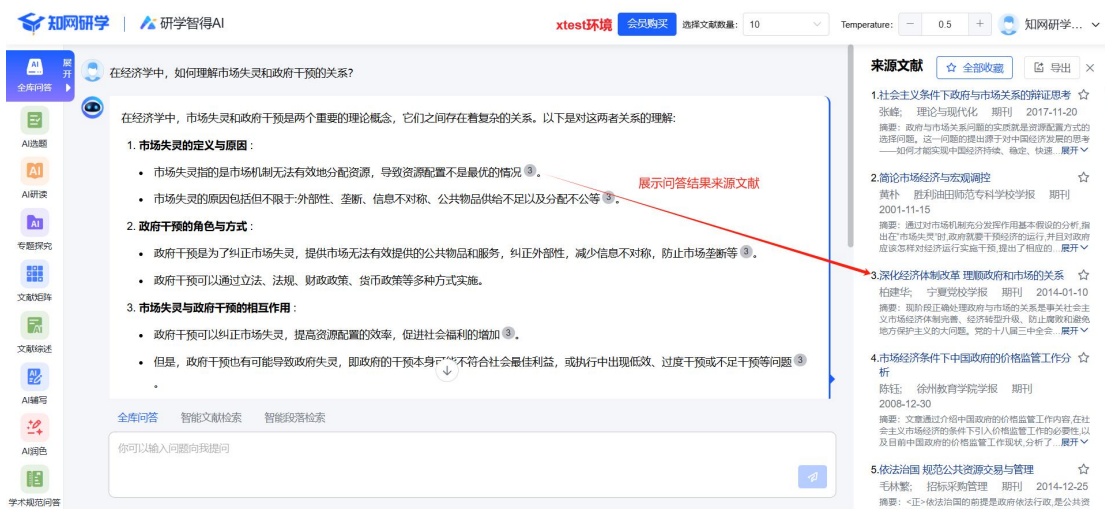 知网研学 | 研学智得AI
xtest环境 会员购买 选择文献数量: 10 Temperature: − 0.5 + 知网研学...
AI
全库问答
展开
AI选题
AI研读
专题探究
文献矩阵
文献综述
AI辅写
AI润色
学术规范问答
在经济学中，如何理解市场失灵和政府干预的关系?
在经济学中，市场失灵和政府干预是两个重要的理论概念，它们之间存在着复杂的关系。以下是对这两者关系的理解:
1. 市场失灵的定义与原因：
• 市场失灵指的是市场机制无法有效地分配资源，导致资源配置不是最优的情况 3。
• 市场失灵的原因包括但不限于:外部性、垄断、信息不对称、公共物品供给不足以及分配不公等 3。
2. 政府干预的角色与方式：
• 政府干预是为了纠正市场失灵，提供市场无法有效提供的公共物品和服务，纠正外部性，减少信息不对称，防止市场垄断等 3。
• 政府干预可以通过立法、法规、财政政策、货币政策等多种方式实施。
3. 市场失灵与政府干预的相互作用：
• 政府干预可以纠正市场失灵，提高资源配置的效率，促进社会福利的增加 3。
• 但是，政府干预也有可能导致政府失灵，即政府的干预本身可能不符合社会最佳利益，或执行中出现低效、过度干预或不足干预等问题 3
。
展示问答结果来源文献
全库问答 智能文献检索 智能段落检索
你可以输入问题向我提问
来源文献 全部收藏 导出 ×
1.社会主义条件下政府与市场关系的辩证思考
张峰; 理论与现代化 期刊 2017-11-20
摘要：政府与市场关系问题的实质就是资源配置方式的
选择问题。这一问题的提出源于对中国经济发展的思考
——如何才能实现中国经济持续、稳定、快速...展开
2.简论市场经济与宏观调控
黄朴 胜利油田师范专科学校学报 期刊
2001-11-15
摘要：通过对市场机制充分发挥作用基本假设的分析,指
出在“市场失灵”时,政府就要干预经济的运行,并且对政府
应该怎样对经济运行实施干预,提出了相应的...展开
3.深化经济体制改革 理顺政府和市场的关系
柏建华; 宁夏党校学报 期刊 2014-01-10
摘要：现阶段正确处理政府与市场的关系是事关社会主
义市场经济体制完善、经济转型升级、防止腐败和避免
地方保护主义的大问题。党的十八届三中全会...展开
4.市场经济条件下中国政府的价格监管工作分
析
陈钰; 徐州教育学院学报 期刊
2008-12-30
摘要：文章通过介绍中国政府的价格监管工作内容,在社
会主义市场经济的条件下引入价格监管工作的必要性,以
及目前中国政府的价格监管工作现状,分析了...展开
5.依法治国 规范公共资源交易与管理
毛林繁; 招标采购管理 期刊 2014-12-25
摘要：<正>依法治国的前提是政府依法行政,是公共资